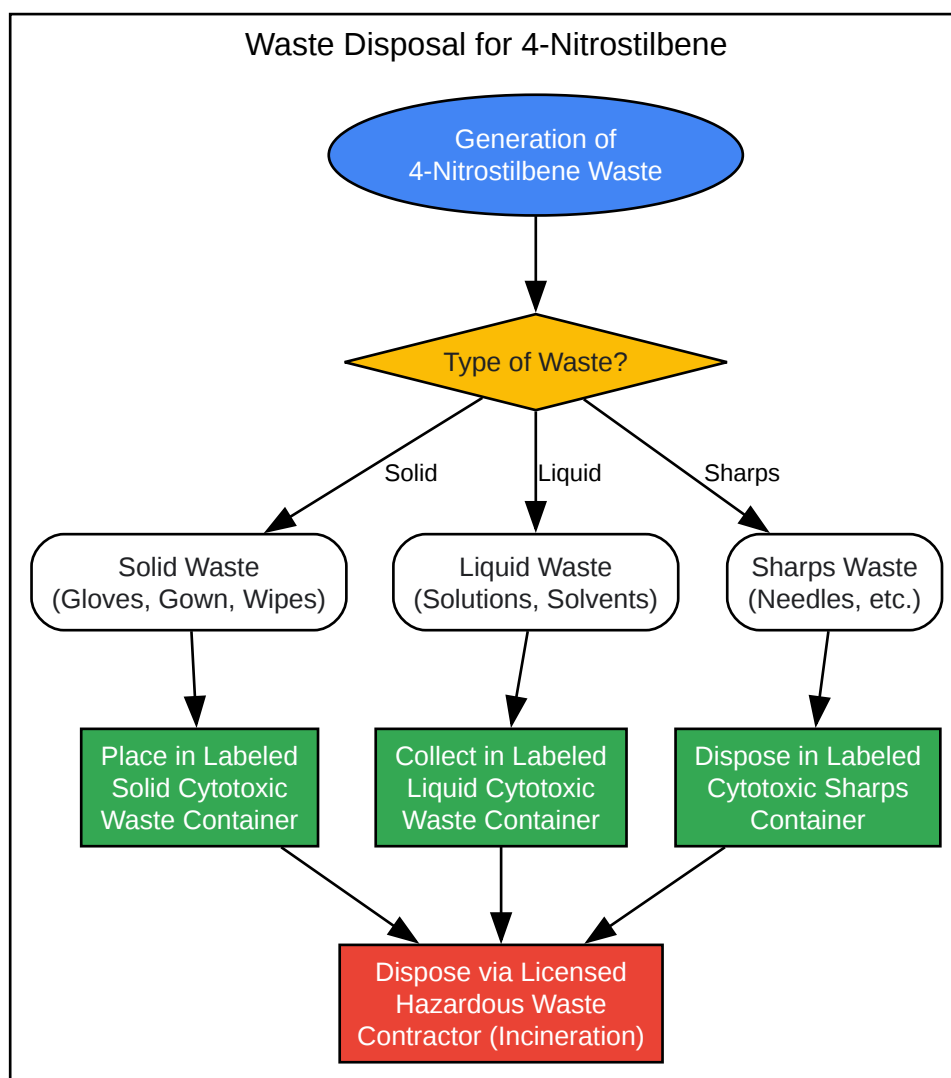 Waste Disposal for 4-Nitrostilbene
Generation of
4-Nitrostilbene Waste
Type of Waste?
Solid
Liquid
Sharps
Solid Waste
(Gloves, Gown, Wipes)
Liquid Waste
(Solutions, Solvents)
Sharps Waste
(Needles, etc.)
Place in Labeled
Solid Cytotoxic
Waste Container
Collect in Labeled
Liquid Cytotoxic
Waste Container
Dispose in Labeled
Cytotoxic Sharps
Container
Dispose via Licensed
Hazardous Waste
Contractor (Incineration)